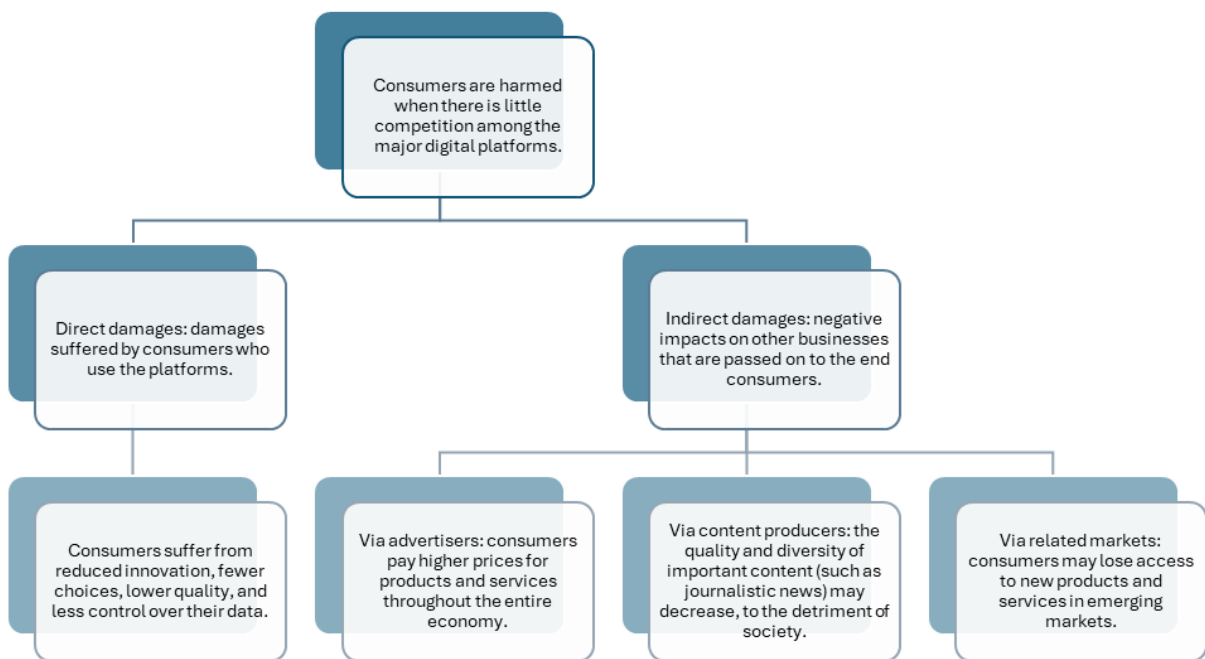 Consumers are harmed
when there is little
competition among the
major digital platforms.
Direct damages: damages
suffered by consumers who
use the platforms.
Indirect damages: negative
impacts on other businesses
that are passed on to the end
consumers.
Consumers suffer from
reduced innovation, fewer
choices, lower quality, and
less control over their data.
Via advertisers: consumers
pay higher prices for
products and services
throughout the entire
economy.
Via content producers: the
quality and diversity of
important content (such as
journalistic news) may
decrease, to the detriment of
society.
Via related markets:
consumers may lose access
to new products and
services in emerging
markets.